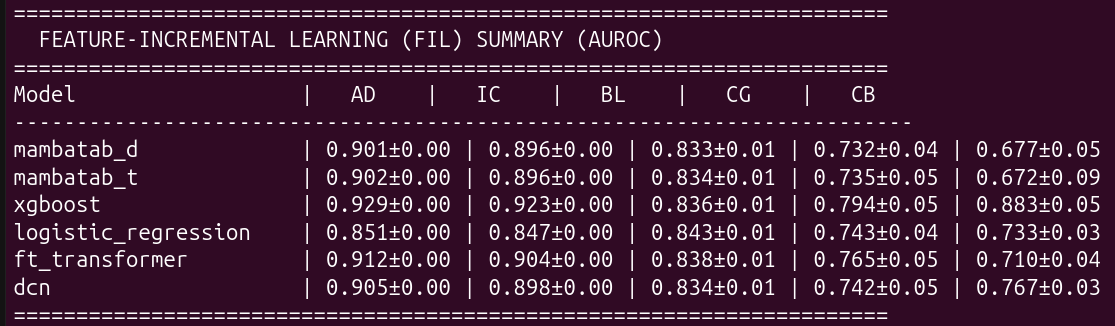 ======================================================================
  FEATURE-INCREMENTAL LEARNING (FIL) SUMMARY (AUROC)
======================================================================
Model                  |   AD    |   IC    |   BL    |   CG    |   CB
------------------------------------------------------------------------
mambatab_d             | 0.901±0.00 | 0.896±0.00 | 0.833±0.01 | 0.732±0.04 | 0.677±0.05
mambatab_t             | 0.902±0.00 | 0.896±0.00 | 0.834±0.01 | 0.735±0.05 | 0.672±0.09
xgboost                | 0.929±0.00 | 0.923±0.00 | 0.836±0.01 | 0.794±0.05 | 0.883±0.05
logistic_regression    | 0.851±0.00 | 0.847±0.00 | 0.843±0.01 | 0.743±0.04 | 0.733±0.03
ft_transformer         | 0.912±0.00 | 0.904±0.00 | 0.838±0.01 | 0.765±0.05 | 0.710±0.04
dcn                    | 0.905±0.00 | 0.898±0.00 | 0.834±0.01 | 0.742±0.05 | 0.767±0.03
======================================================================